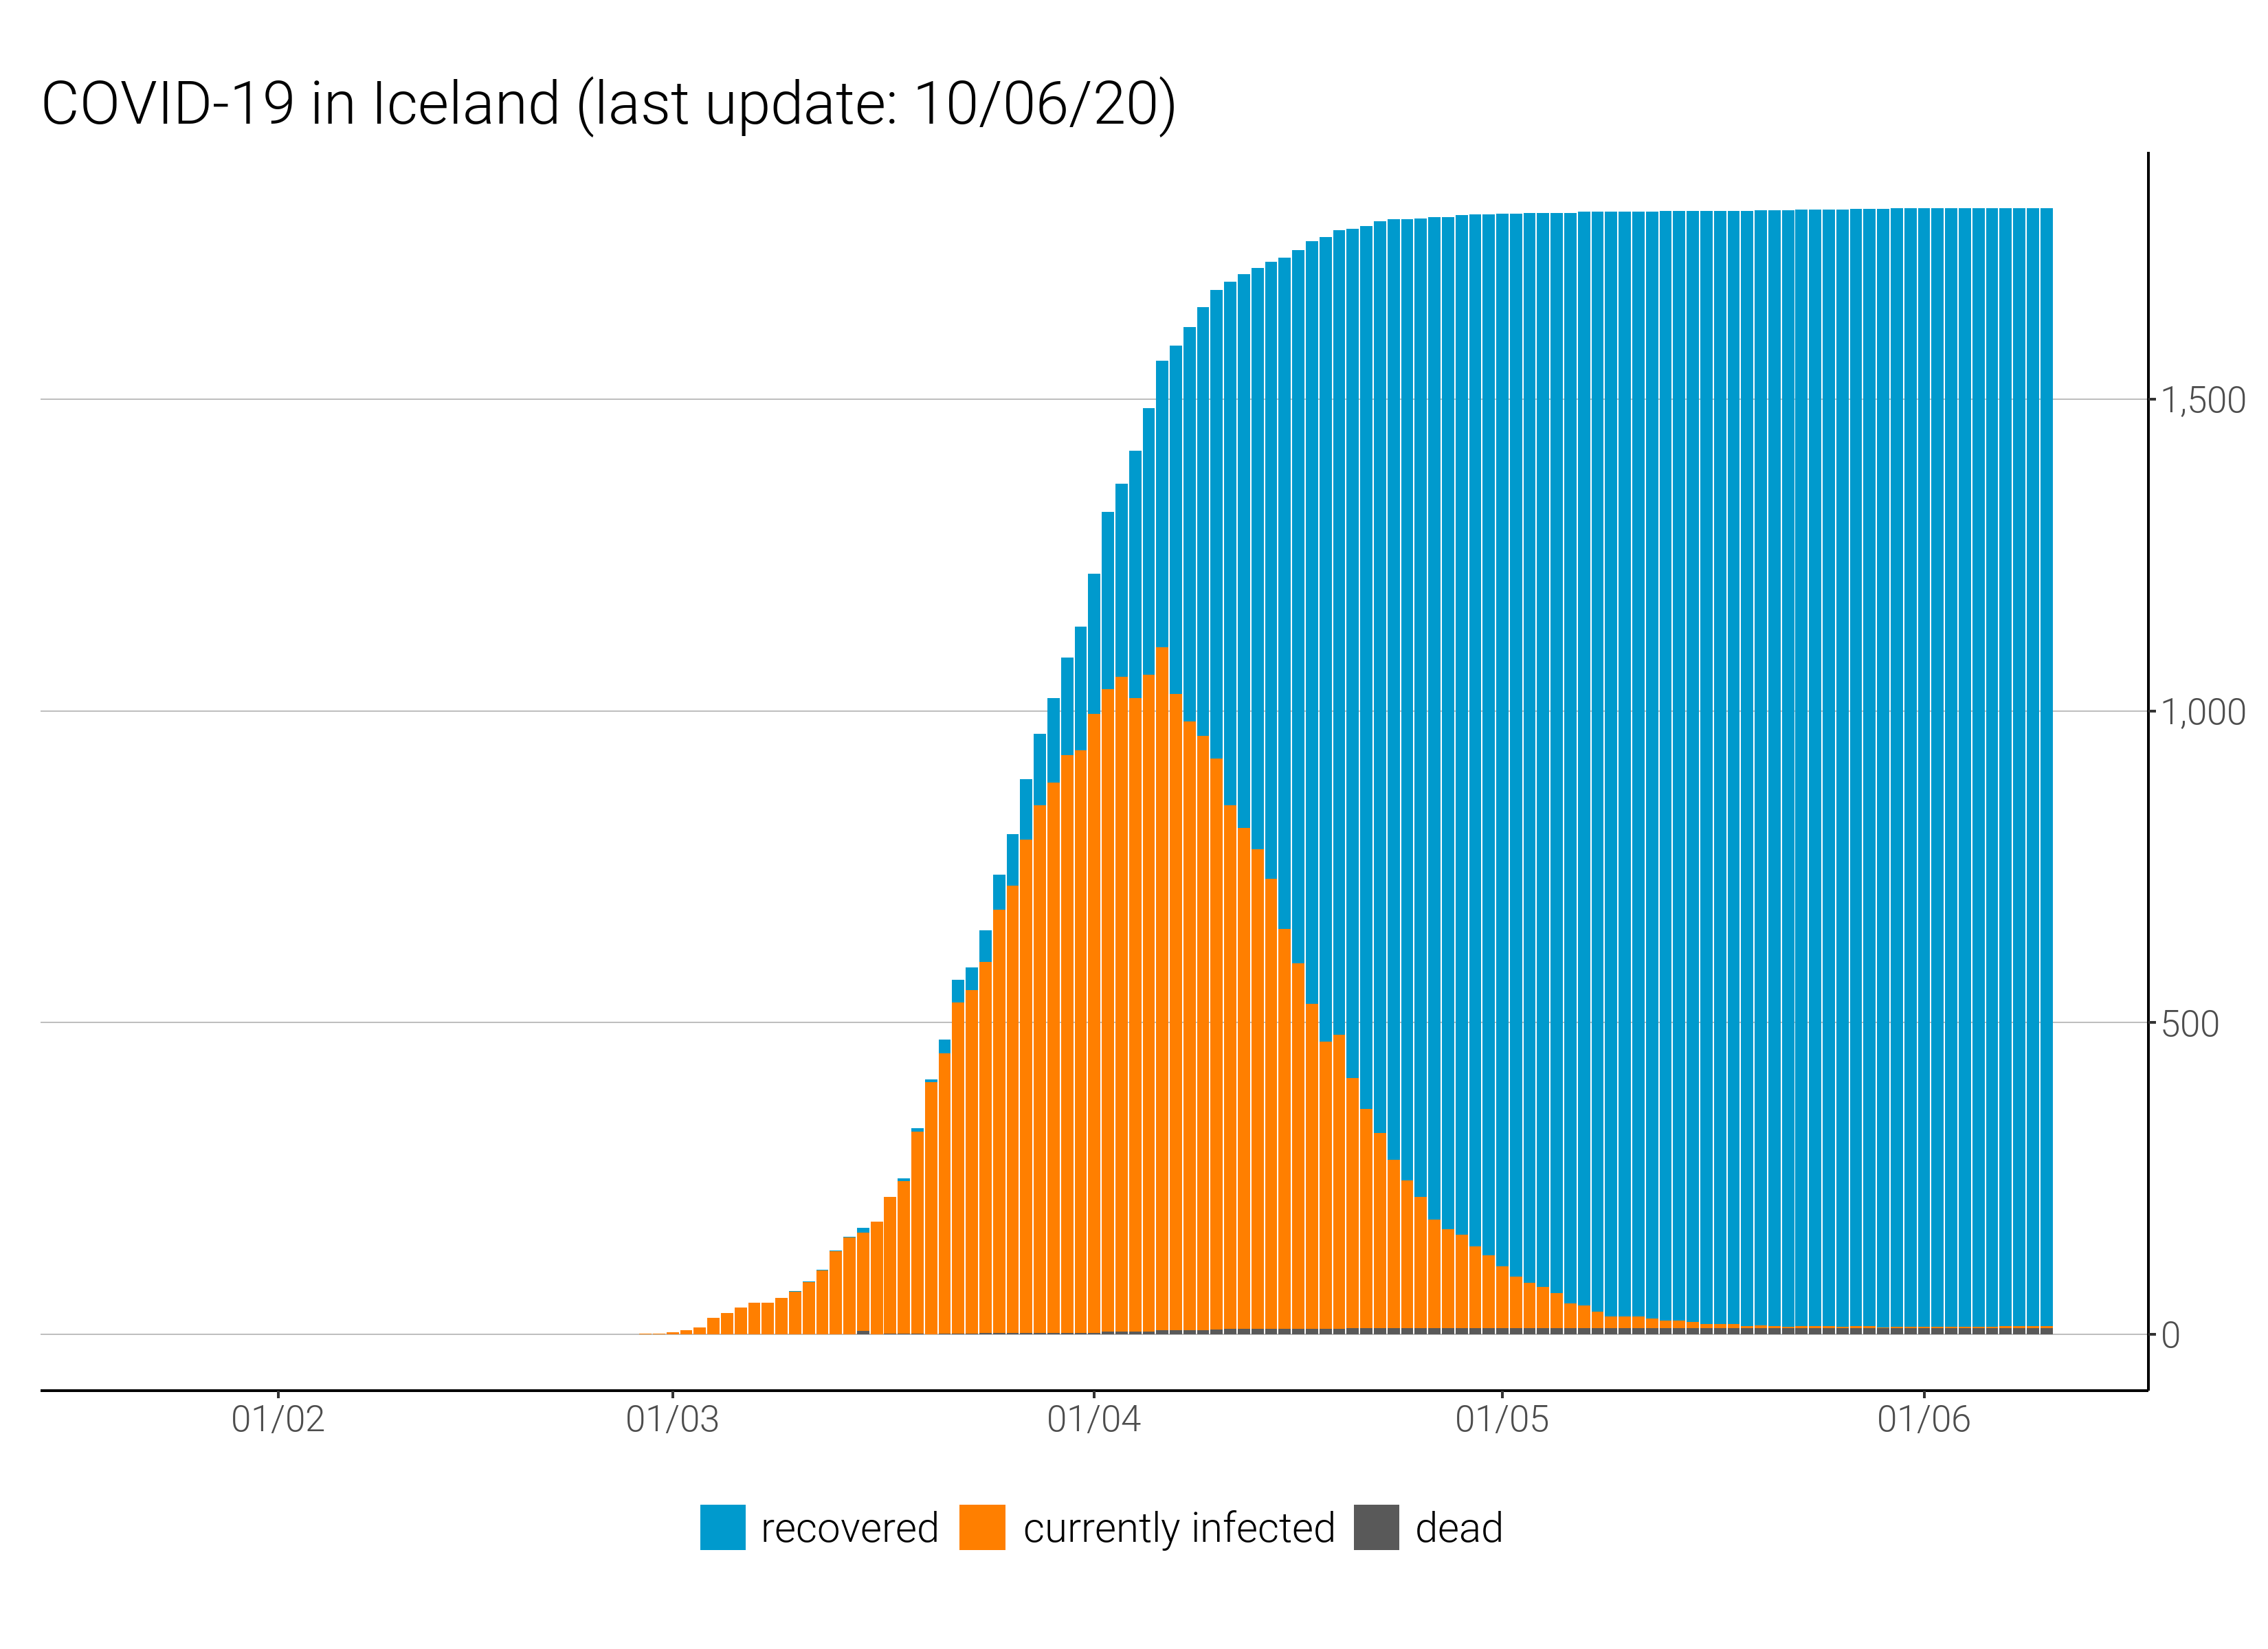 COVID-19 in Iceland (last update: 10/06/20)
1,500
1,000
500
0
01/02 01/03 01/04 01/05 01/06
recovered currently infected dead